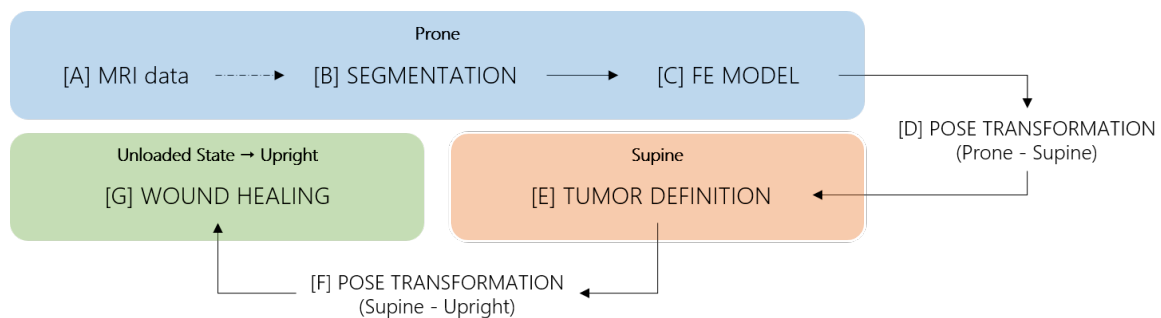 Prone
[A] MRI data
[B] SEGMENTATION
[C] FE MODEL
[D] POSE TRANSFORMATION
(Prone - Supine)
Supine
[E] TUMOR DEFINITION
[F] POSE TRANSFORMATION
(Supine - Upright)
Unloaded State → Upright
[G] WOUND HEALING